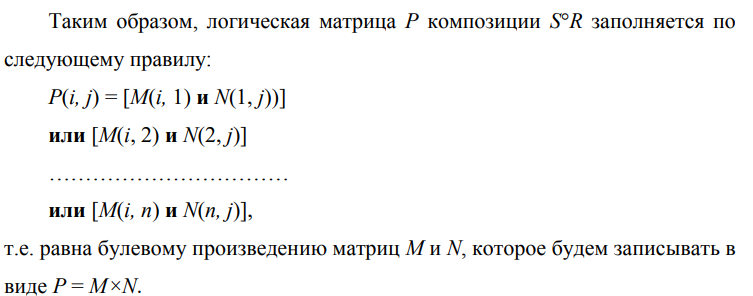 Таким образом, логическая матрица P композиции S°R заполняется по
следующему правилу:
P(i, j) = [M(i, 1) и N(1, j))]
или [M(i, 2) и N(2, j)]
……………………………
или [M(i, n) и N(n, j)],
т.е. равна булевому произведению матриц M и N, которое будем записывать в
виде P = M×N.